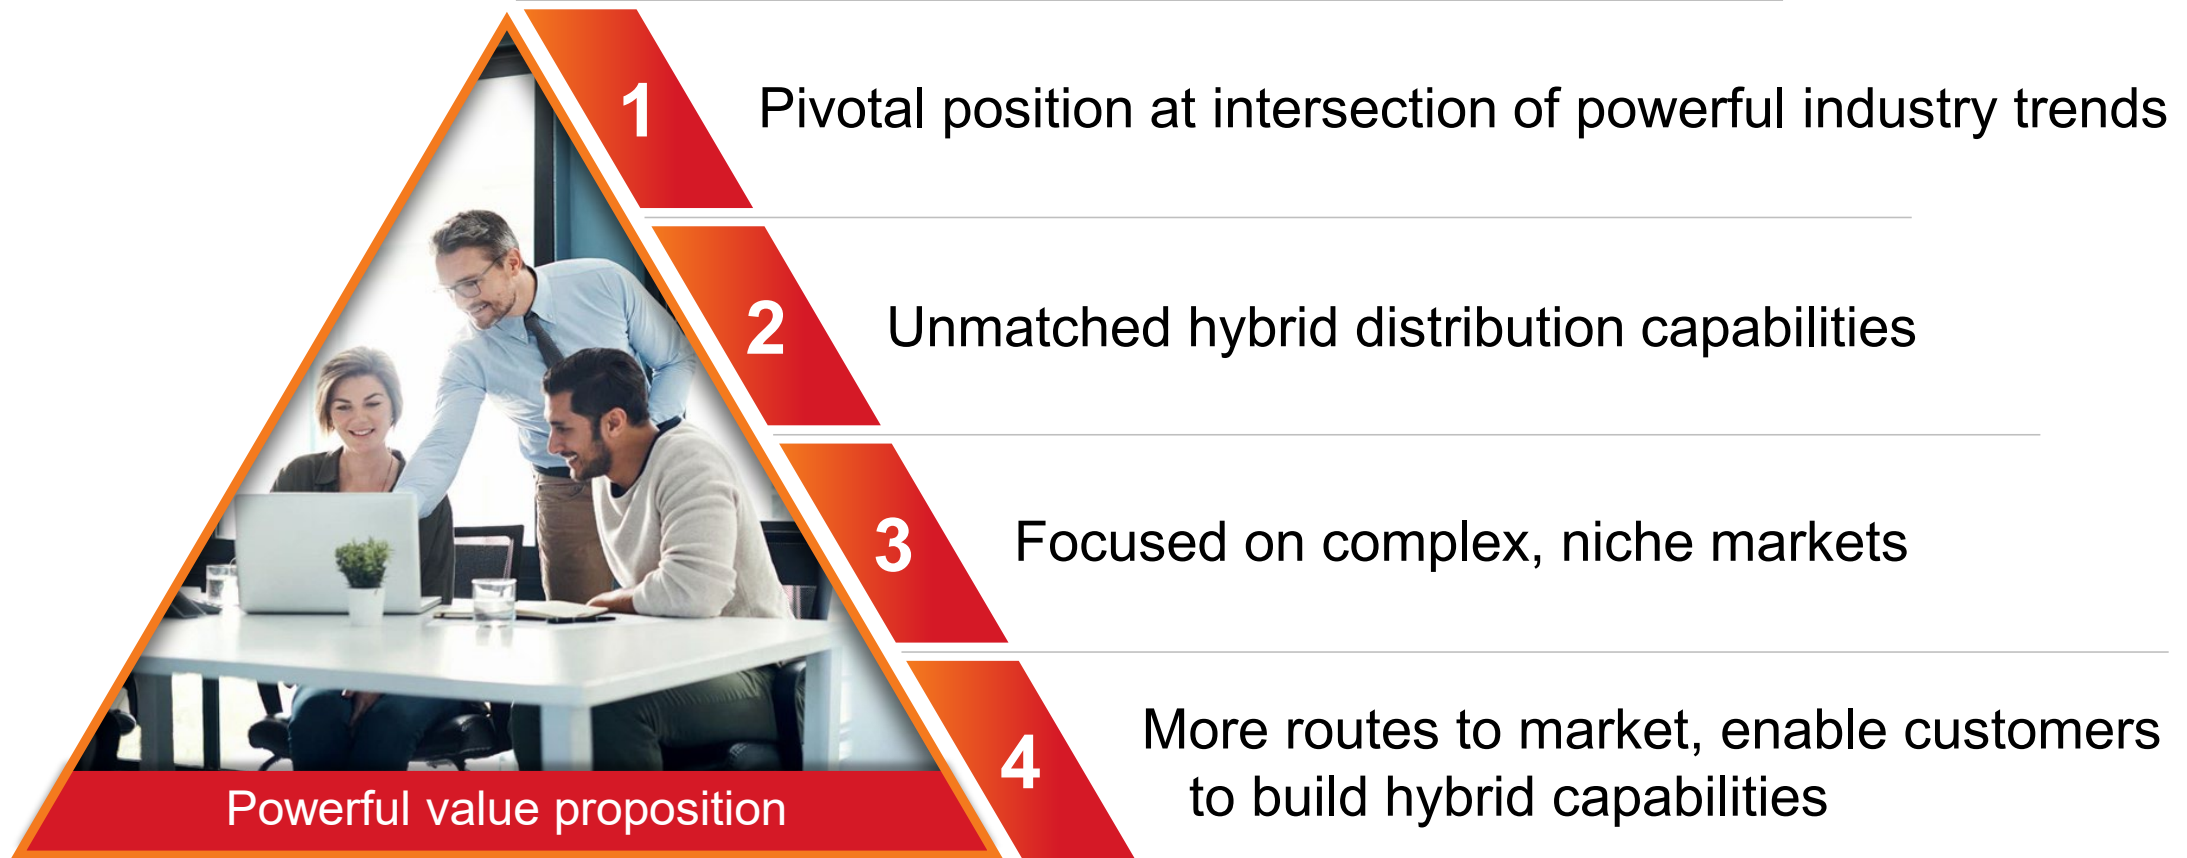 1
Pivotal position at intersection of powerful industry trends
2
Unmatched hybrid distribution capabilities
3
Focused on complex, niche markets
4
More routes to market, enable customers
to build hybrid capabilities
Powerful value proposition